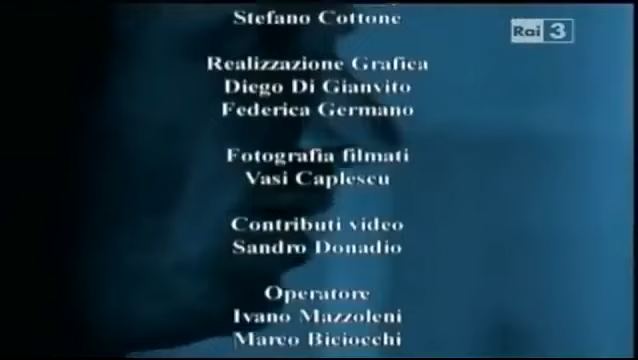 Stefano Cottone
Rai 3
Realizzazione Grafica
Diego Di Gianvito
Federica Germano
Fotografia filmati
Vasi Caplescu
Contributi video
Sandro Donadio
Operatore
Ivano Mazzoleni
Marco Biciocchi